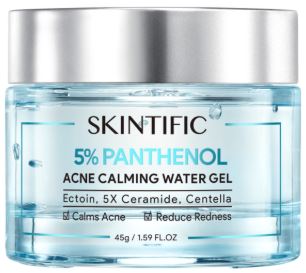 SKINTIFIC
5% PANTHENOL
ACNE CALMING WATER GEL
Ectoin, 5X Ceramide, Centella
☑ Calms Acne ☑ Reduce Redness
45g / 1.59 FL.OZ